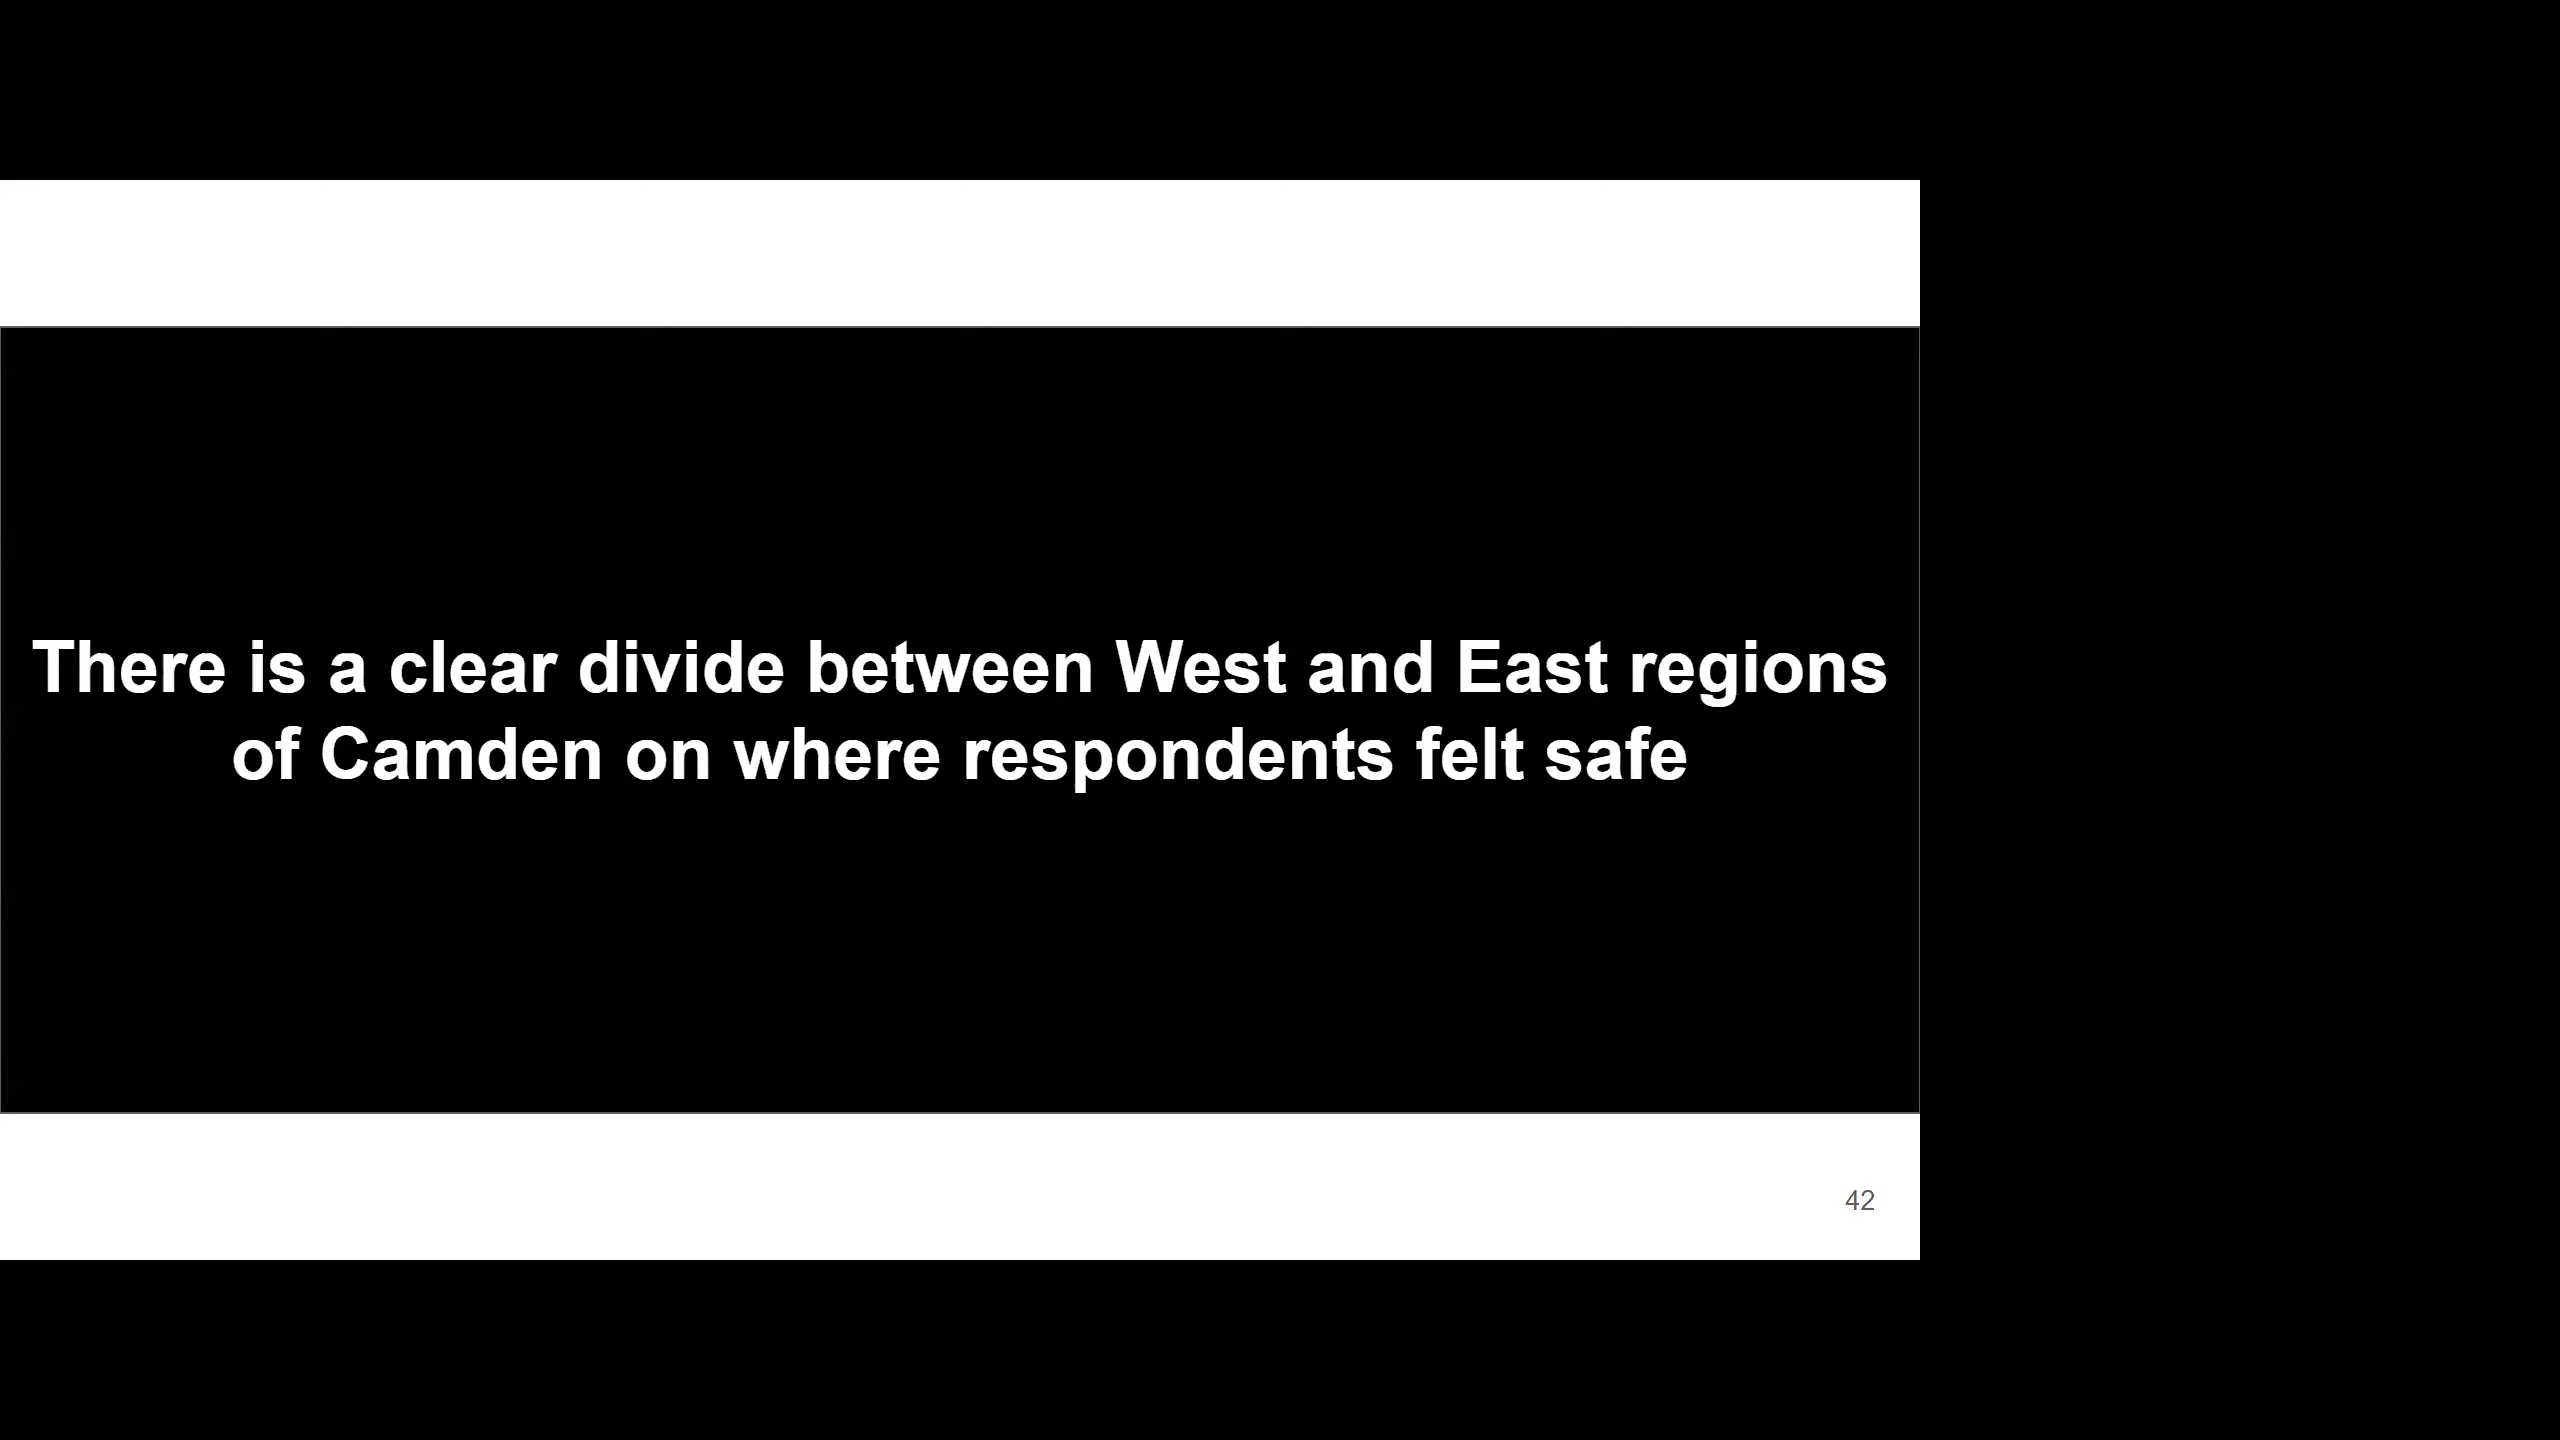 There is a clear divide between West and East regions
of Camden on where respondents felt safe
42